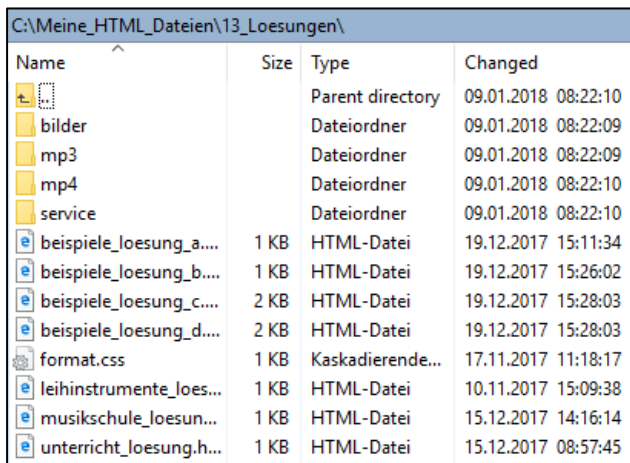 C:\Meine_HTML_Dateien\13_Loesungen\
Name Size Type Changed
.. Parent directory 09.01.2018 08:22:10
bilder Dateiordner 09.01.2018 08:22:09
mp3 Dateiordner 09.01.2018 08:22:09
mp4 Dateiordner 09.01.2018 08:22:10
service Dateiordner 09.01.2018 08:22:10
beispiele_loesung_a.... 1 KB HTML-Datei 19.12.2017 15:11:34
beispiele_loesung_b.... 1 KB HTML-Datei 19.12.2017 15:26:02
beispiele_loesung_c.... 2 KB HTML-Datei 19.12.2017 15:28:03
beispiele_loesung_d.... 2 KB HTML-Datei 19.12.2017 15:28:03
format.css 1 KB Kaskadierende... 17.11.2017 11:18:17
leihinstrumente_loes... 1 KB HTML-Datei 10.11.2017 15:09:38
musikschule_loesun... 1 KB HTML-Datei 15.12.2017 14:16:14
unterricht_loesung.h... 1 KB HTML-Datei 15.12.2017 08:57:45